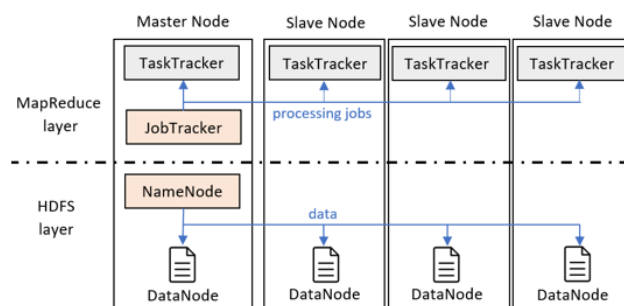 Master Node
Slave Node
Slave Node
Slave Node
TaskTracker
TaskTracker
TaskTracker
TaskTracker
MapReduce
layer
processing jobs
JobTracker
NameNode
HDFS
layer
data
DataNode
DataNode
DataNode
DataNode